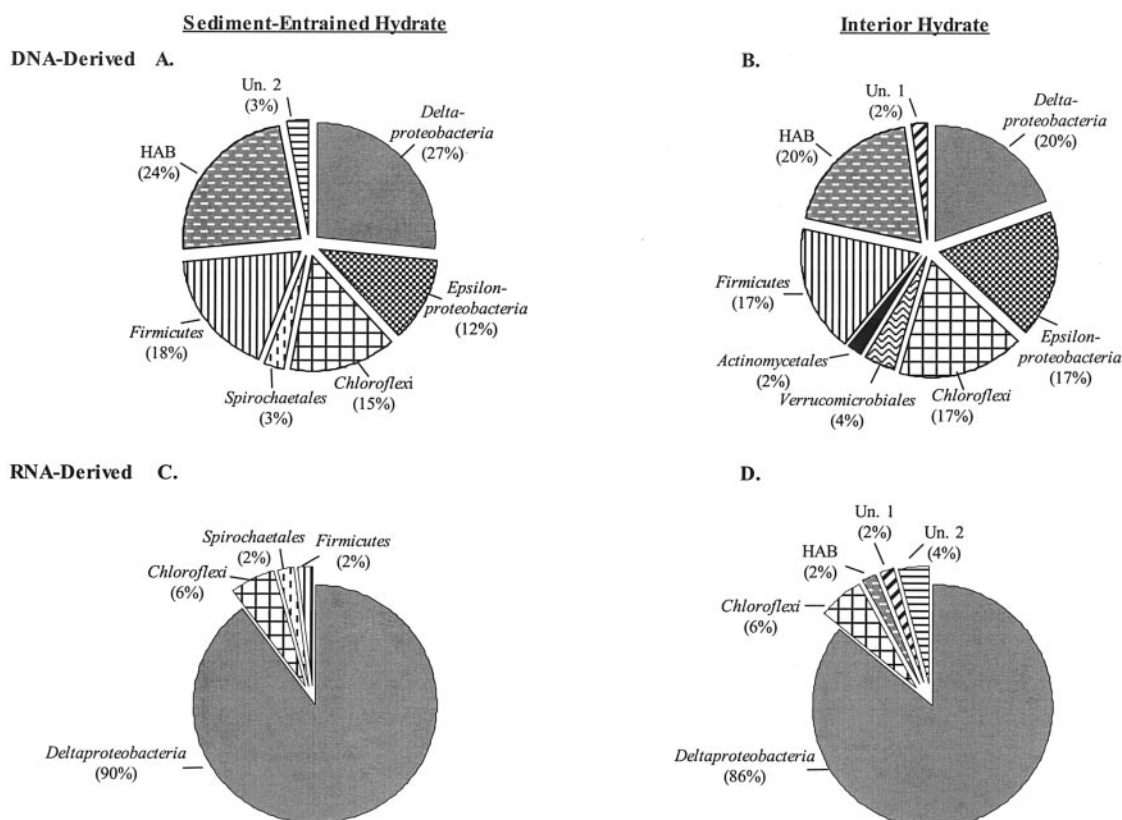 Sediment-Entrained Hydrate
Interior Hydrate
DNA-Derived A.
Un. 2
(3%)
Delta-
proteobacteria
(27%)
HAB
(24%)
Epsilon-
proteobacteria
(12%)
Firmicutes
(18%)
Chloroflexi
(15%)
Spirochaetales
(3%)
B.
Un. 1
(2%)
Delta-
proteobacteria
(20%)
HAB
(20%)
Firmicutes
(17%)
Epsilon-
proteobacteria
(17%)
Actinomycetales
(2%)
Verrucomicrobiales
(4%)
Chloroflexi
(17%)
RNA-Derived C.
Spirochaetales
(2%)
Firmicutes
(2%)
Chloroflexi
(6%)
Deltaproteobacteria
(90%)
D.
Un. 1
(2%)
Un. 2
(4%)
HAB
(2%)
Chloroflexi
(6%)
Deltaproteobacteria
(86%)